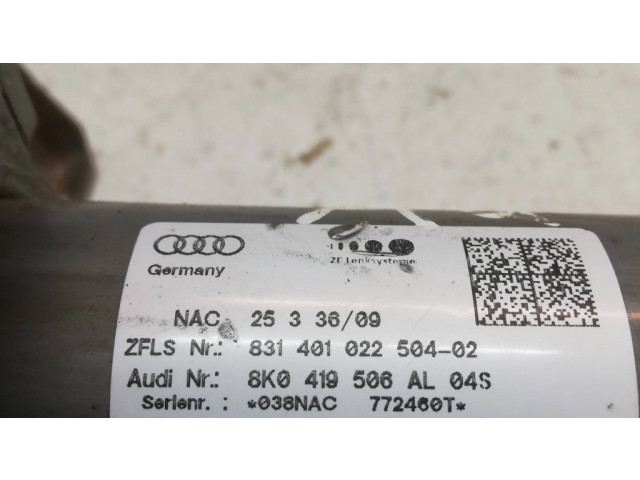 ZF Lenksysteme
Germany
NAC 25 3 36/09
ZFLS Nr.: 831 401 022 504-02
Audi Nr.: 8K0 419 506 AL 04S
Serienr. : *038NAC 772460T*